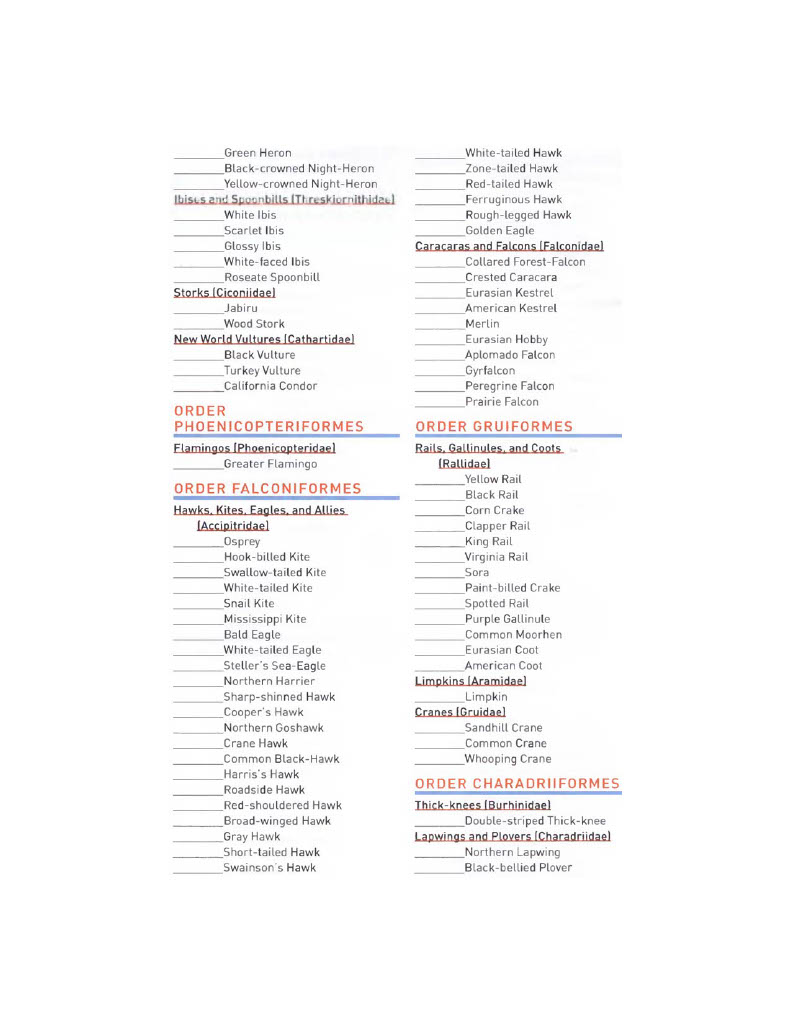 ________Green Heron
________Black-crowned Night-Heron
________Yellow-crowned Night-Heron
Ibises and Spoonbills (Threskiornithidae)
________White Ibis
________Scarlet Ibis
________Glossy Ibis
________White-faced Ibis
________Roseate Spoonbill
Storks (Ciconiidae)
________Jabiru
________Wood Stork
New World Vultures (Cathartidae)
________Black Vulture
________Turkey Vulture
________California Condor
ORDER
PHOENICOPTERIFORMES
Flamingos (Phoenicopteridae)
________Greater Flamingo
ORDER FALCONIFORMES
Hawks, Kites, Eagles, and Allies
(Accipitridae)
________Osprey
________Hook-billed Kite
________Swallow-tailed Kite
________White-tailed Kite
________Snail Kite
________Mississippi Kite
________Bald Eagle
________White-tailed Eagle
________Steller's Sea-Eagle
________Northern Harrier
________Sharp-shinned Hawk
________Cooper's Hawk
________Northern Goshawk
________Crane Hawk
________Common Black-Hawk
________Harris's Hawk
________Roadside Hawk
________Red-shouldered Hawk
________Broad-winged Hawk
________Gray Hawk
________Short-tailed Hawk
________Swainson's Hawk
________White-tailed Hawk
________Zone-tailed Hawk
________Red-tailed Hawk
________Ferruginous Hawk
________Rough-legged Hawk
________Golden Eagle
Caracaras and Falcons (Falconidae)
________Collared Forest-Falcon
________Crested Caracara
________Eurasian Kestrel
________American Kestrel
________Merlin
________Eurasian Hobby
________Aplomado Falcon
________Gyrfalcon
________Peregrine Falcon
________Prairie Falcon
ORDER GRUIFORMES
Rails, Gallinules, and Coots
(Rallidae)
________Yellow Rail
________Black Rail
________Corn Crake
________Clapper Rail
________King Rail
________Virginia Rail
________Sora
________Paint-billed Crake
________Spotted Rail
________Purple Gallinule
________Common Moorhen
________Eurasian Coot
________American Coot
Limpkins (Aramidae)
________Limpkin
Cranes (Gruidae)
________Sandhill Crane
________Common Crane
________Whooping Crane
ORDER CHARADRIIFORMES
Thick-knees (Burhinidae)
________Double-striped Thick-knee
Lapwings and Plovers (Charadriidae)
________Northern Lapwing
________Black-bellied Plover